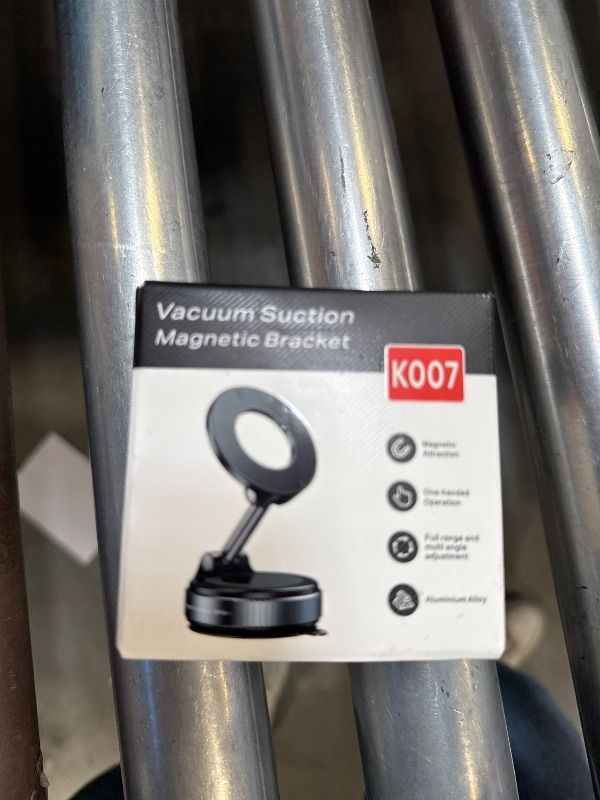 Vacuum Suction
Magnetic Bracket
K007
Magnetic
Attraction
One-handed
Operation
Full range and
multi angle
adjustment
Aluminium Alloy